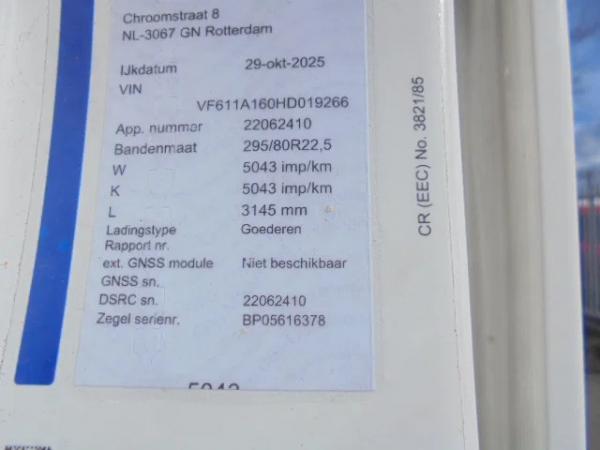 Chroomstraat 8
NL-3067 GN Rotterdam
IJkdatum 29-okt-2025
VIN
VF611A160HD019266
App. nummer 22062410
Bandenmaat 295/80R22,5
W 5043 imp/km
K 5043 imp/km
L 3145 mm
Ladingstype Goederen
Rapport nr.
ext. GNSS module Niet beschikbaar
GNSS sn.
DSRC sn. 22062410
Zegel serienr. BP05616378
CR (EEC) No. 3821/85